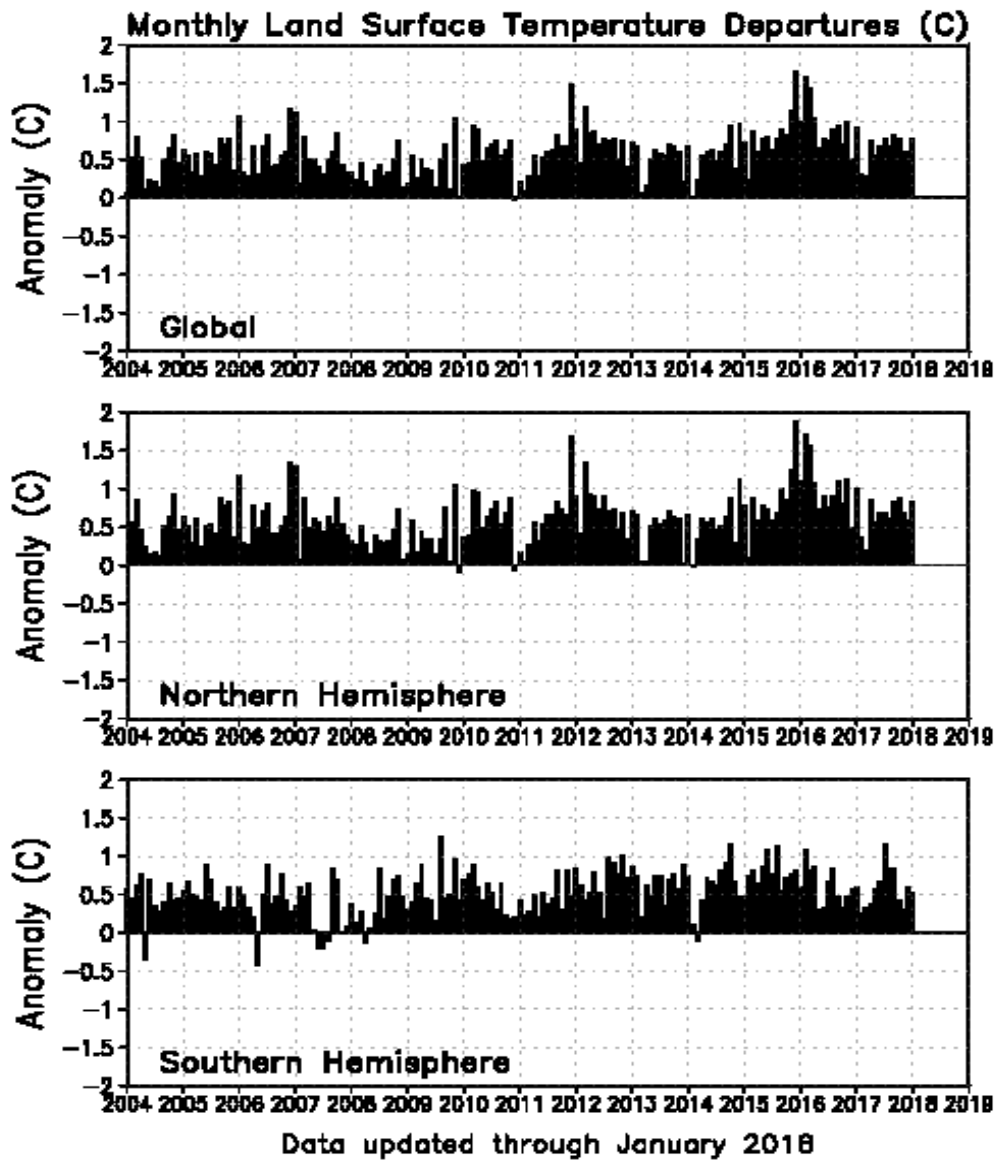 Monthly Land Surface Temperature Departures (C)
Anomaly (C)
2
1.5
1
0.5
0
−0.5
−1
−1.5
−2
Global
2004 2005 2006 2007 2008 2009 2010 2011 2012 2013 2014 2015 2016 2017 2018 2019
Anomaly (C)
2
1.5
1
0.5
0
−0.5
−1
−1.5
−2
Northern Hemisphere
2004 2005 2006 2007 2008 2009 2010 2011 2012 2013 2014 2015 2016 2017 2018 2019
Anomaly (C)
2
1.5
1
0.5
0
−0.5
−1
−1.5
−2
Southern Hemisphere
2004 2005 2006 2007 2008 2009 2010 2011 2012 2013 2014 2015 2016 2017 2018 2019
Data updated through January 2018